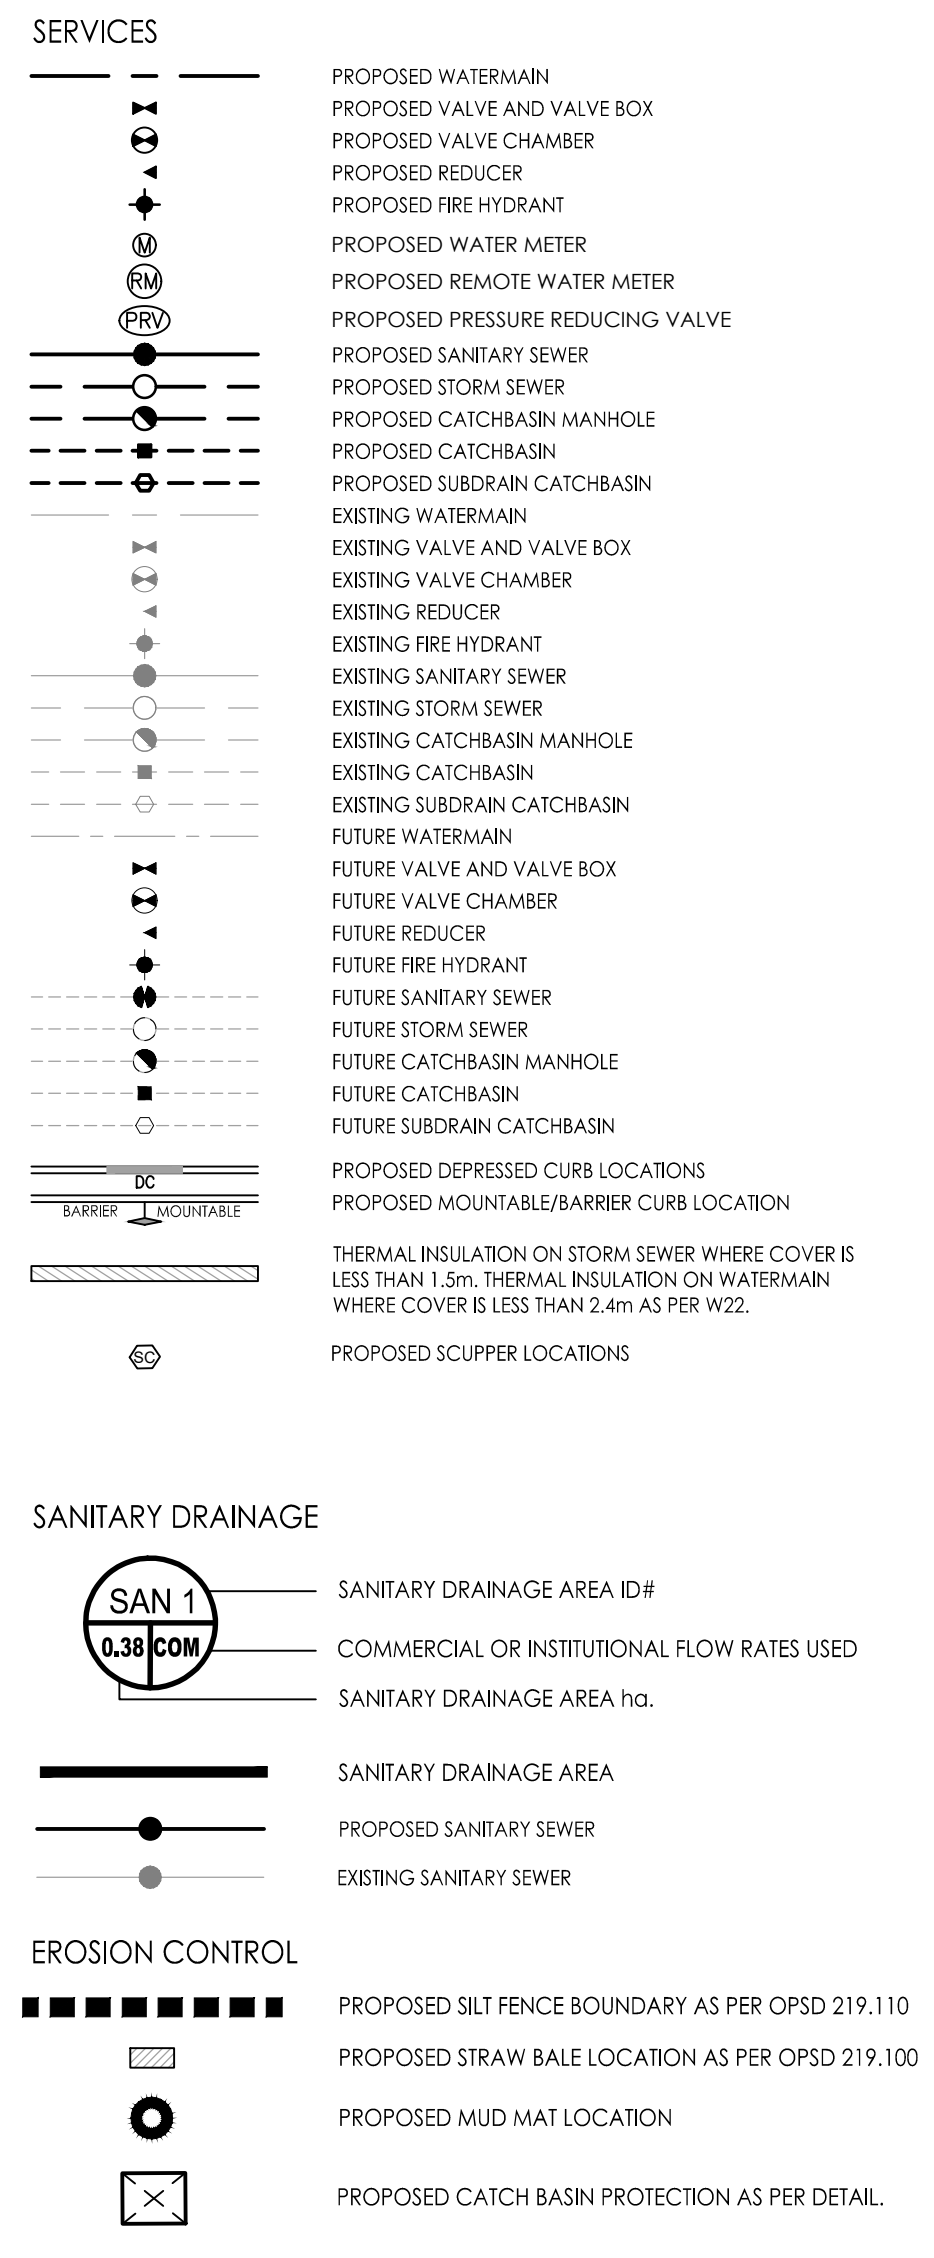 SERVICES
PROPOSED WATERMAIN
PROPOSED VALVE AND VALVE BOX
PROPOSED VALVE CHAMBER
PROPOSED REDUCER
PROPOSED FIRE HYDRANT
M PROPOSED WATER METER
RM PROPOSED REMOTE WATER METER
PRV PROPOSED PRESSURE REDUCING VALVE
PROPOSED SANITARY SEWER
PROPOSED STORM SEWER
PROPOSED CATCHBASIN MANHOLE
PROPOSED CATCHBASIN
PROPOSED SUBDRAIN CATCHBASIN
EXISTING WATERMAIN
EXISTING VALVE AND VALVE BOX
EXISTING VALVE CHAMBER
EXISTING REDUCER
EXISTING FIRE HYDRANT
EXISTING SANITARY SEWER
EXISTING STORM SEWER
EXISTING CATCHBASIN MANHOLE
EXISTING CATCHBASIN
EXISTING SUBDRAIN CATCHBASIN
FUTURE WATERMAIN
FUTURE VALVE AND VALVE BOX
FUTURE VALVE CHAMBER
FUTURE REDUCER
FUTURE FIRE HYDRANT
FUTURE SANITARY SEWER
FUTURE STORM SEWER
FUTURE CATCHBASIN MANHOLE
FUTURE CATCHBASIN
FUTURE SUBDRAIN CATCHBASIN
DC PROPOSED DEPRESSED CURB LOCATIONS
BARRIER MOUNTABLE PROPOSED MOUNTABLE/BARRIER CURB LOCATION
THERMAL INSULATION ON STORM SEWER WHERE COVER IS
LESS THAN 1.5m. THERMAL INSULATION ON WATERMAIN
WHERE COVER IS LESS THAN 2.4m AS PER W22.
SC PROPOSED SCUPPER LOCATIONS
SANITARY DRAINAGE
SAN 1 SANITARY DRAINAGE AREA ID#
0.38 COM COMMERCIAL OR INSTITUTIONAL FLOW RATES USED
SANITARY DRAINAGE AREA ha.
SANITARY DRAINAGE AREA
PROPOSED SANITARY SEWER
EXISTING SANITARY SEWER
EROSION CONTROL
PROPOSED SILT FENCE BOUNDARY AS PER OPSD 219.110
PROPOSED STRAW BALE LOCATION AS PER OPSD 219.100
PROPOSED MUD MAT LOCATION
PROPOSED CATCH BASIN PROTECTION AS PER DETAIL.